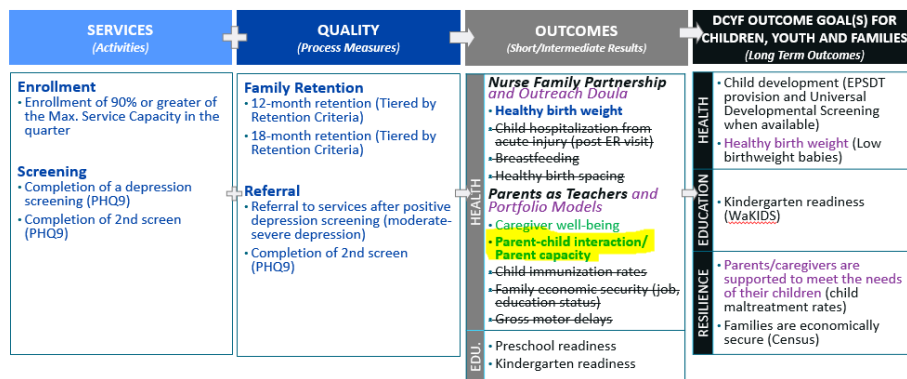 SERVICES
(Activities)
QUALITY
(Process Measures)
OUTCOMES
(Short/Intermediate Results)
DCYF OUTCOME GOAL(S) FOR
CHILDREN, YOUTH AND FAMILIES
(Long Term Outcomes)
Enrollment
• Enrollment of 90% or greater of
the Max. Service Capacity in the
quarter
Screening
• Completion of a depression
screening (PHQ9)
• Completion of 2nd screen
(PHQ9)
Family Retention
• 12-month retention (Tiered by
Retention Criteria)
• 18-month retention (Tiered by
Retention Criteria)
Referral
• Referral to services after positive
depression screening (moderate-
severe depression)
• Completion of 2nd screen
(PHQ9)
HEALTH
Nurse Family Partnership
and Outreach Doula
• Healthy birth weight
• Child hospitalization from
acute injury (post ER visit)
• Breastfeeding
• Healthy birth spacing
Parents as Teachers and
Portfolio Models
• Caregiver well-being
• Parent-child interaction/
Parent capacity
• Child immunization rates
• Family economic security (job,
education status)
• Gross motor delays
EDU.
• Preschool readiness
• Kindergarten readiness
HEALTH
• Child development (EPSDT
provision and Universal
Developmental Screening
when available)
• Healthy birth weight (Low
birthweight babies)
EDUCATION
• Kindergarten readiness
(WaKIDS)
RESILIENCE
• Parents/caregivers are
supported to meet the needs
of their children (child
maltreatment rates)
• Families are economically
secure (Census)